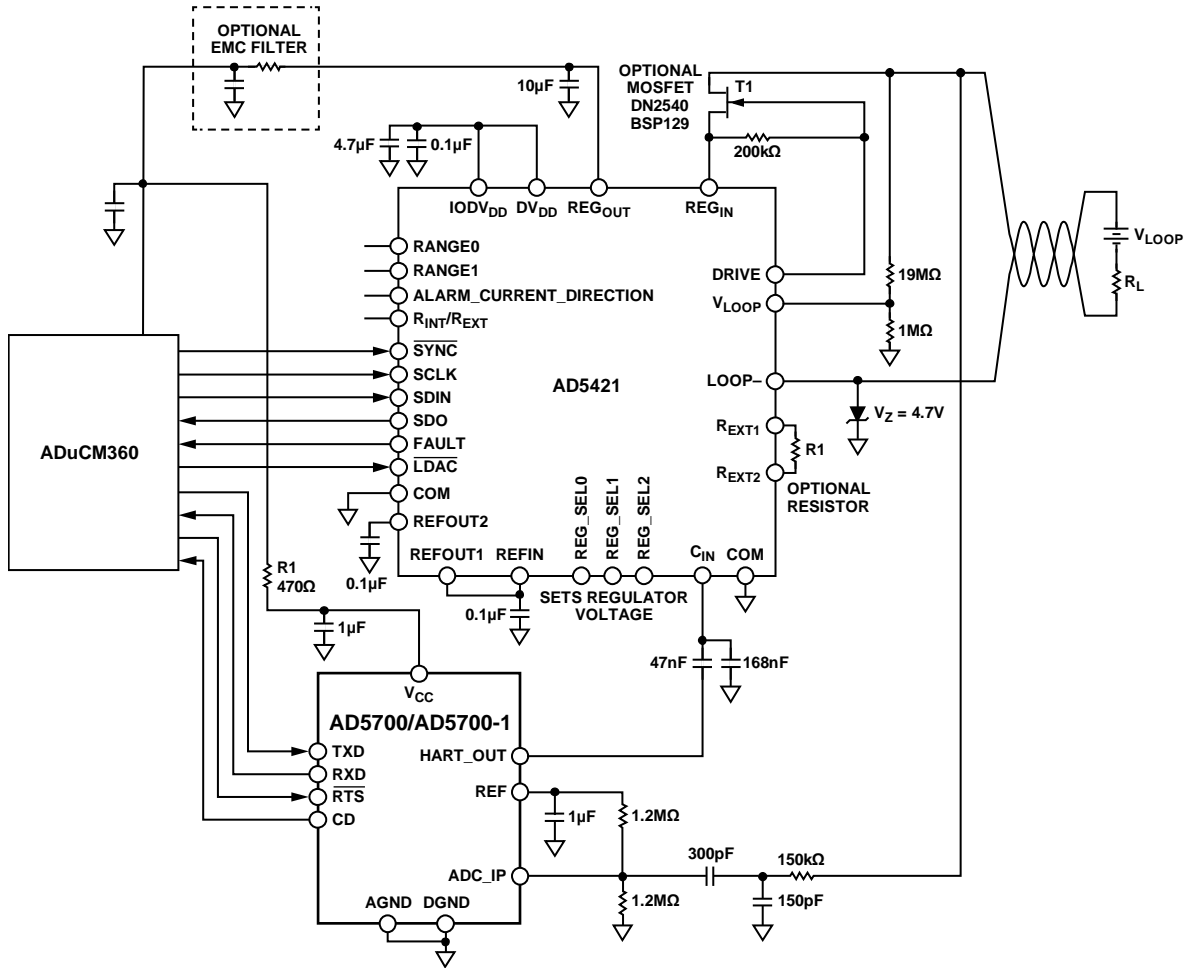 OPTIONAL
EMC FILTER
10µF
OPTIONAL
MOSFET
DN2540
BSP129
T1
200kΩ
4.7µF
0.1µF
IODVDD
DVDD
REGOUT
REGIN
RANGE0
RANGE1
ALARM_CURRENT_DIRECTION
RINT/REXT
SYNC
SCLK
SDIN
SDO
FAULT
LDAC
COM
REFOUT2
0.1µF
ADuCM360
AD5421
DRIVE
VLOOP
LOOP–
REXT1
REXT2
R1
OPTIONAL
RESISTOR
19MΩ
1MΩ
VZ = 4.7V
VLOOP
RL
REFOUT1
REFIN
REG_SEL0
REG_SEL1
REG_SEL2
CIN
COM
SETS REGULATOR
VOLTAGE
0.1µF
R1
470Ω
1µF
47nF
168nF
VCC
AD5700/AD5700-1
TXD
RXD
RTS
CD
HART_OUT
REF
ADC_IP
AGND
DGND
1µF
1.2MΩ
1.2MΩ
300pF
150kΩ
150pF